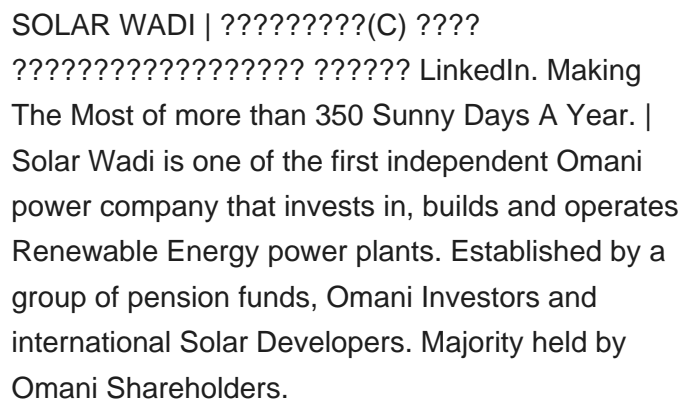 SOLAR WADI | ?????????(C) ????
?????????????????? ?????? LinkedIn. Making
The Most of more than 350 Sunny Days A Year. |
Solar Wadi is one of the first independent Omani
power company that invests in, builds and operates
Renewable Energy power plants. Established by a
group of pension funds, Omani Investors and
international Solar Developers. Majority held by
Omani Shareholders.